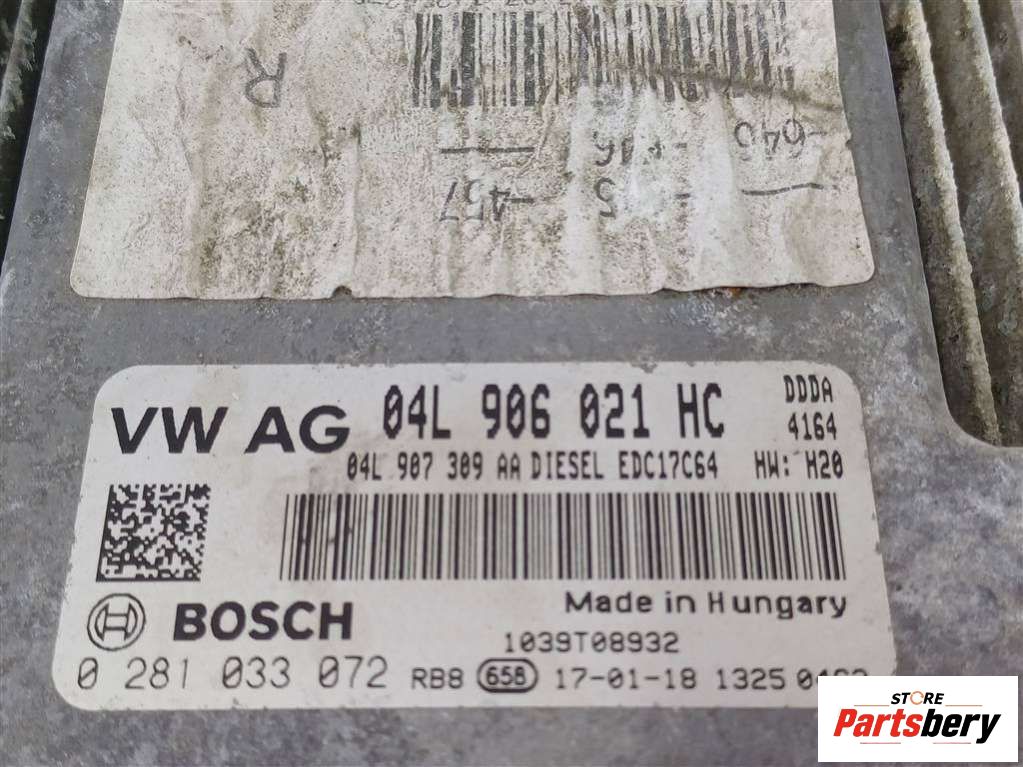 R
-457
VW AG 04L 906 021 HC DDDA
4164
04L 907 309 AA DIESEL EDC17C64 HW: H20
Made in Hungary
BOSCH
1039T08932
0 281 033 072 RB8 658 17-01-18 1325
STORE
Partsbery